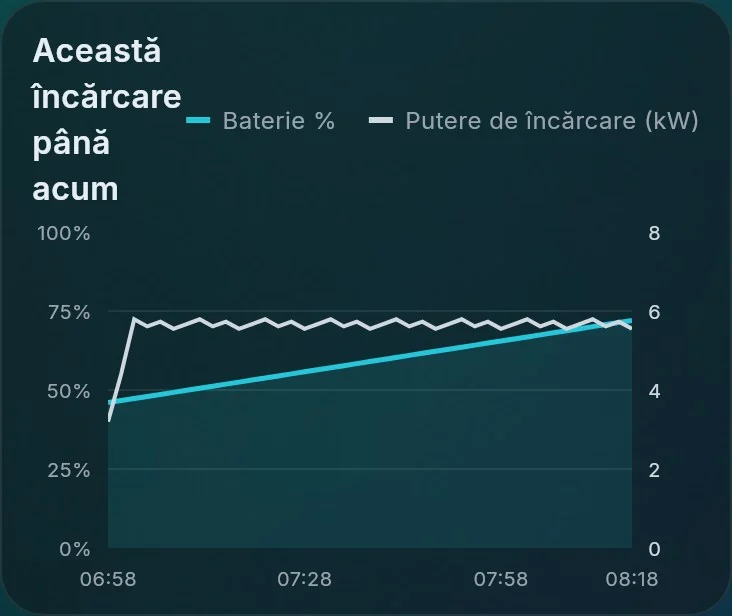 Această
încărcare
până
acum
Baterie %
Putere de încărcare (kW)
100%
8
75%
6
50%
4
25%
2
0%
0
06:58
07:28
07:58
08:18